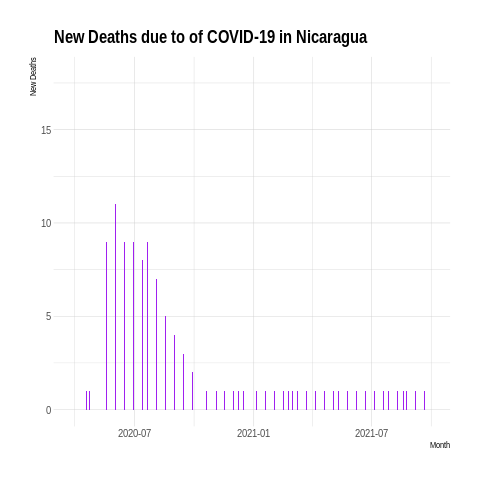 New Deaths due to of COVID-19 in Nicaragua
New Deaths
15
10
5
0
2020-07
2021-01
2021-07
Month